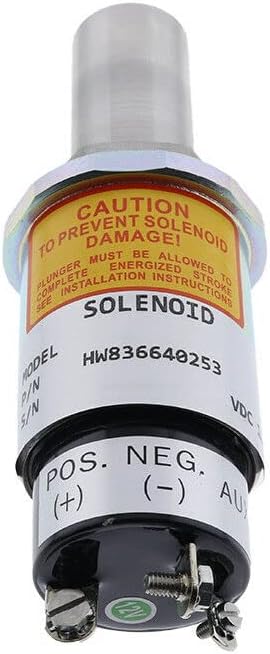 CAUTION
TO PREVENT SOLENOID
DAMAGE!
PLUNGER MUST BE ALLOWED TO
COMPLETE ENERGIZED STROKE
SEE INSTALLATION INSTRUCTIONS
SOLENOID
MODEL HW836640253
P/N
S/N VDC
POS. NEG. AUX
(+) (-)
12V